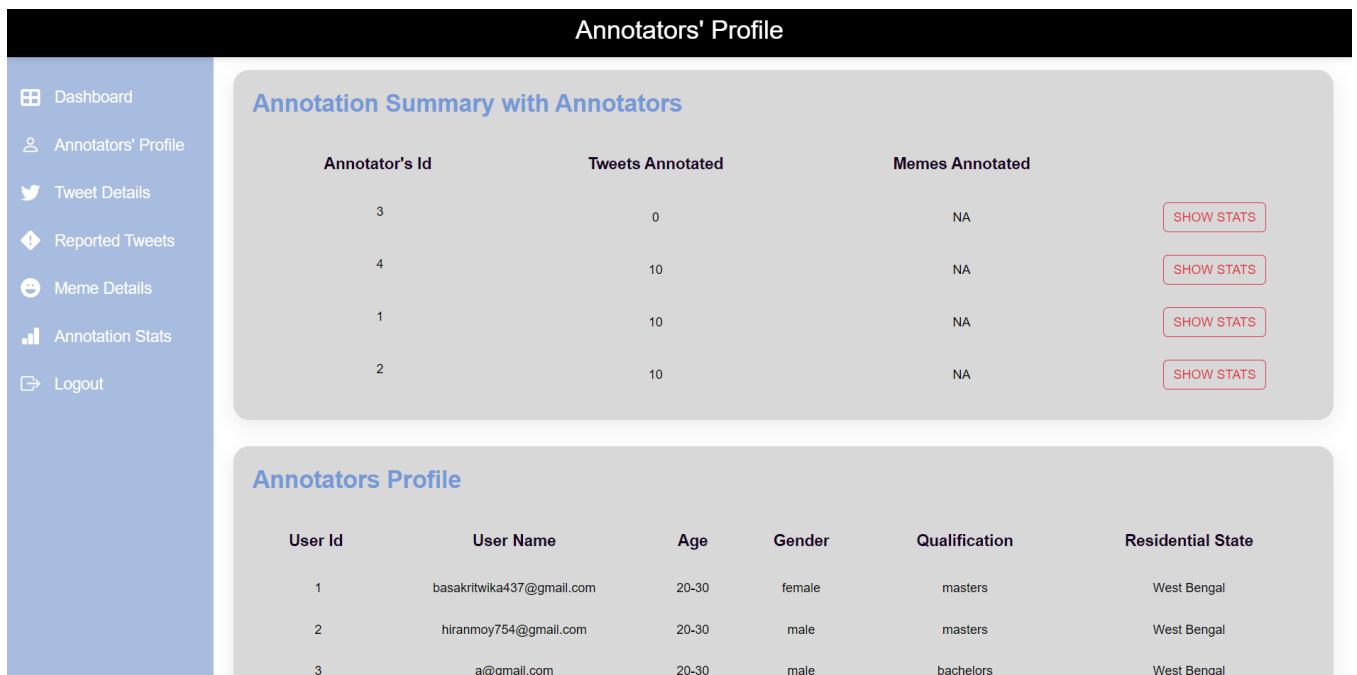 Annotators' Profile
Dashboard
Annotators' Profile
Tweet Details
Reported Tweets
Meme Details
Annotation Stats
Logout
Annotation Summary with Annotators
Annotator's Id Tweets Annotated Memes Annotated
3 0 NA SHOW STATS
4 10 NA SHOW STATS
1 10 NA SHOW STATS
2 10 NA SHOW STATS
Annotators Profile
User Id User Name Age Gender Qualification Residential State
1 basakritwika437@gmail.com 20-30 female masters West Bengal
2 hiranmoy754@gmail.com 20-30 male masters West Bengal
3 a@gmail.com 20-30 male bachelors West Bengal